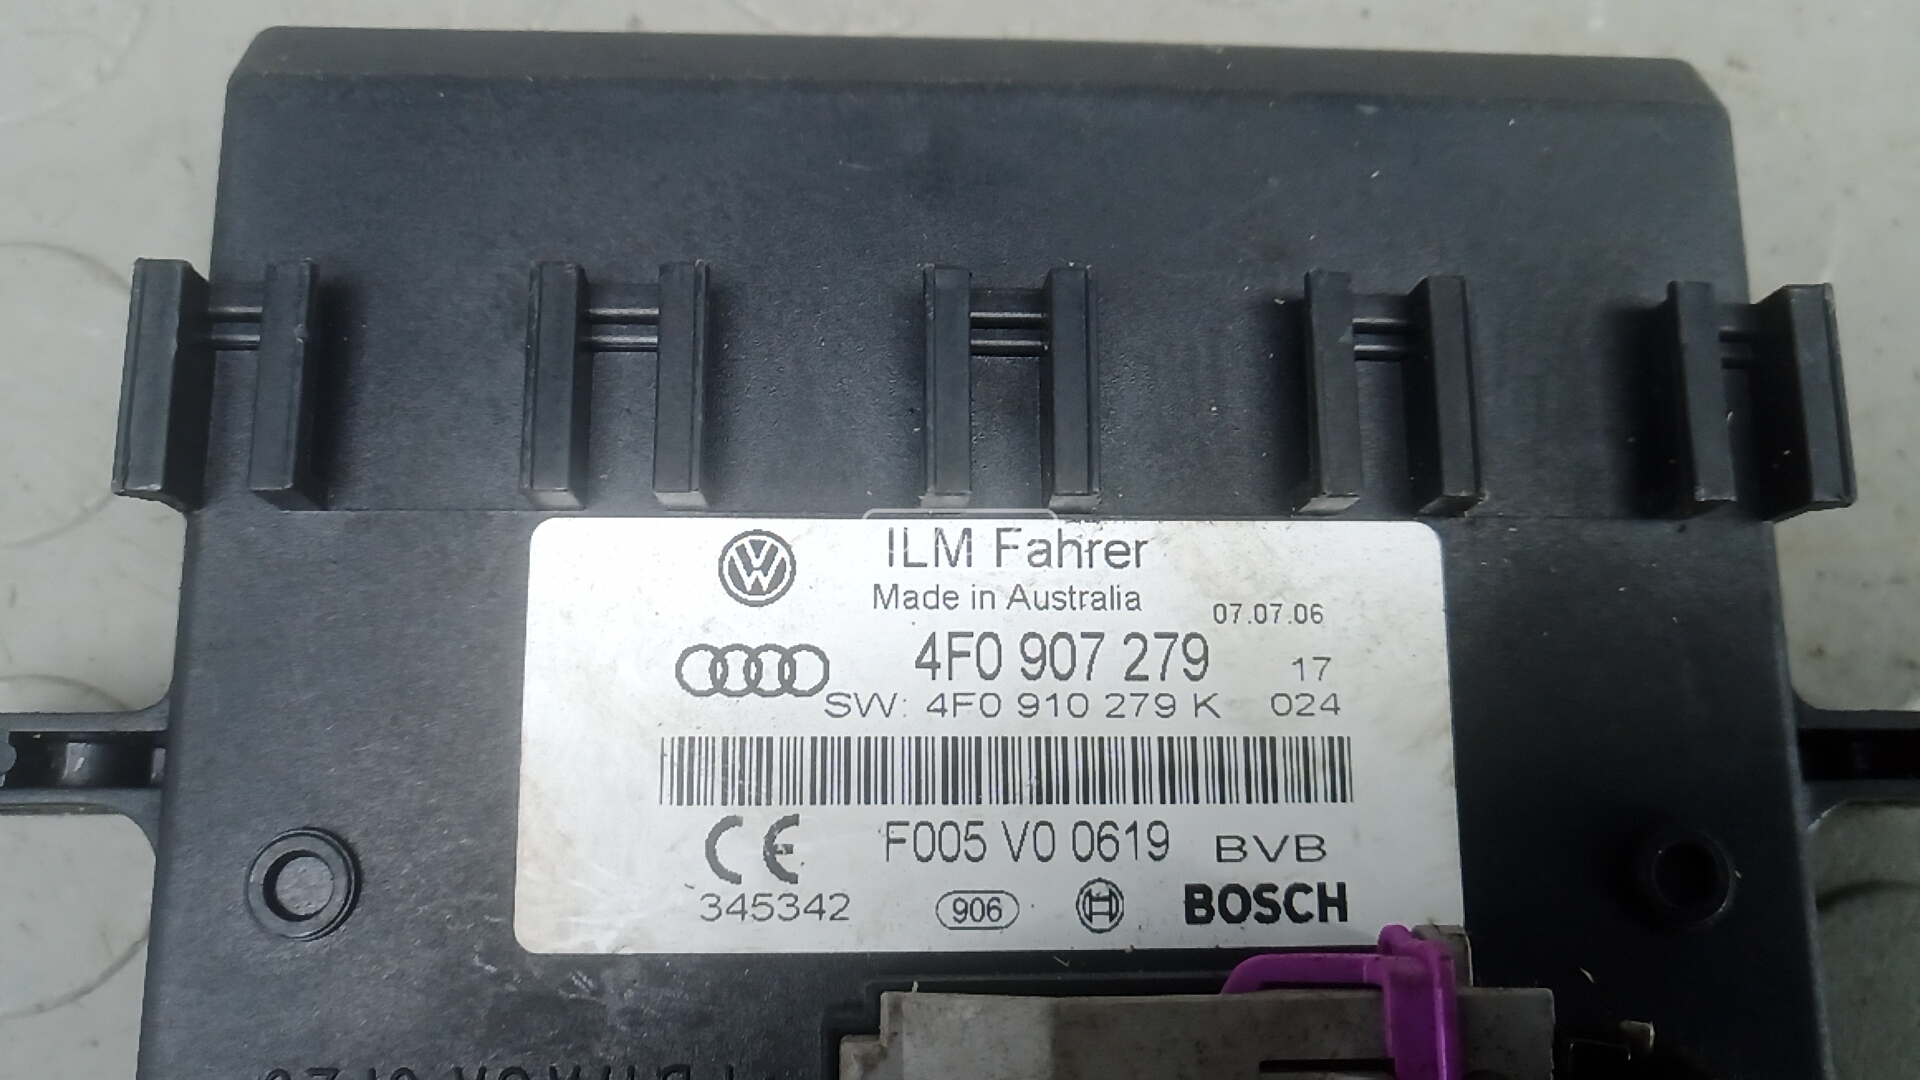 ILM Fahrer
Made in Australia
07.07.06
4F0 907 279 17
SW: 4F0 910 279 K 024
CE F005 V0 0619 BVB
345342 906 BOSCH